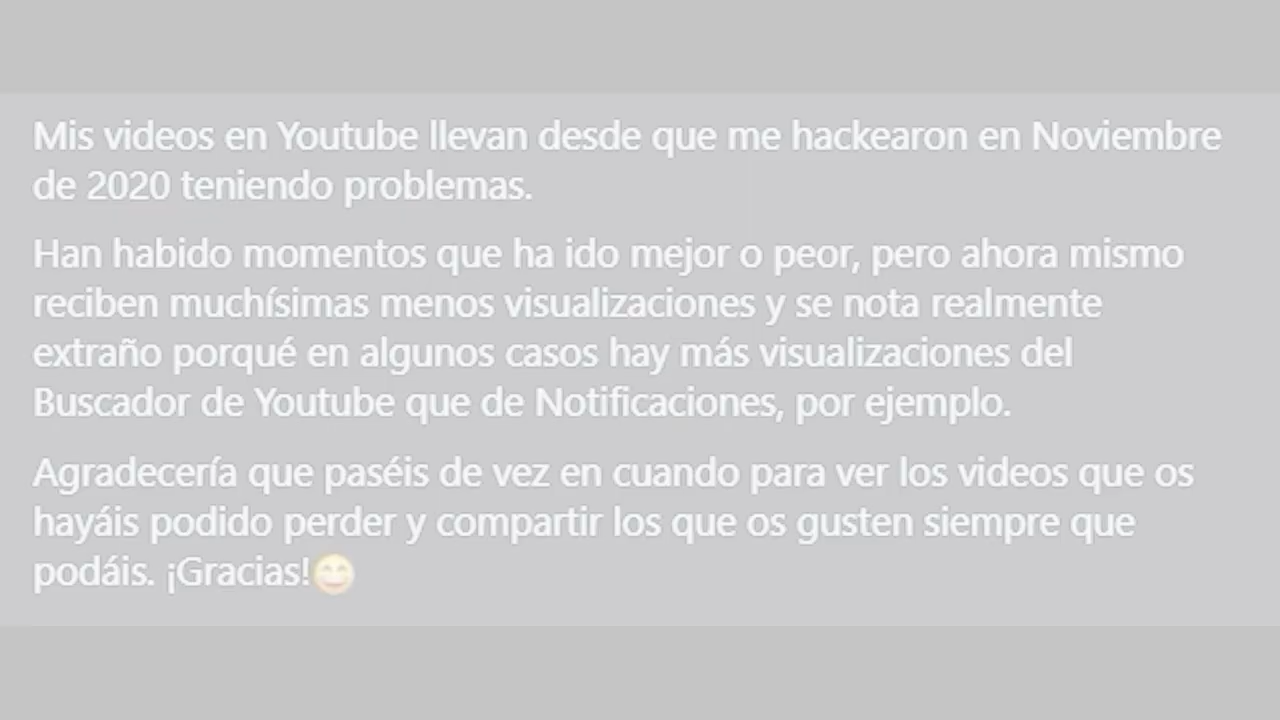 Mis videos en Youtube llevan desde que me hackearon en Noviembre
de 2020 teniendo problemas.
Han habido momentos que ha ido mejor o peor, pero ahora mismo
reciben muchísimas menos visualizaciones y se nota realmente
extraño porqué en algunos casos hay más visualizaciones del
Buscador de Youtube que de Notificaciones, por ejemplo.
Agradecería que paséis de vez en cuando para ver los videos que os
hayáis podido perder y compartir los que os gusten siempre que
podáis. ¡Gracias!😊